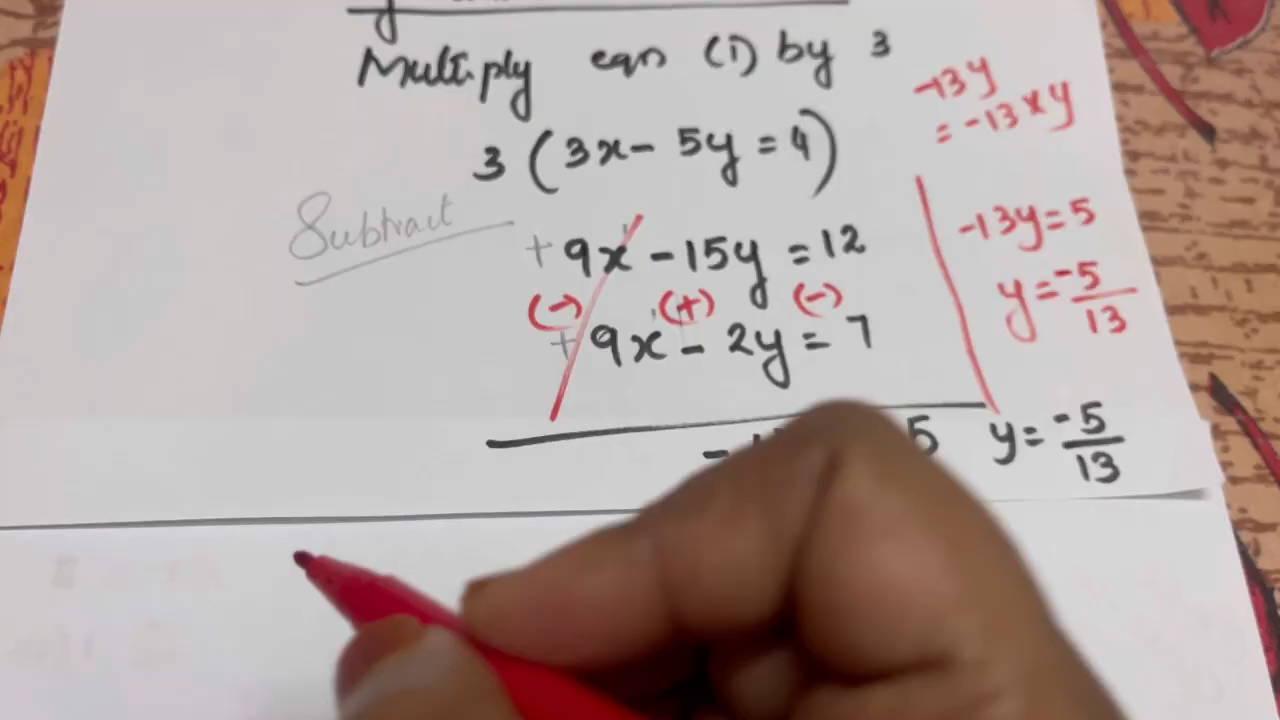 Multiply eqn (1) by 3
3 (3x - 5y = 4)
Subtract
+ 9x - 15y = 12
(-) (+) (-)
+ 9x - 2y = 7
5
y = -5/13
-13y
= -13 x y
-13y = 5
y = -5/13